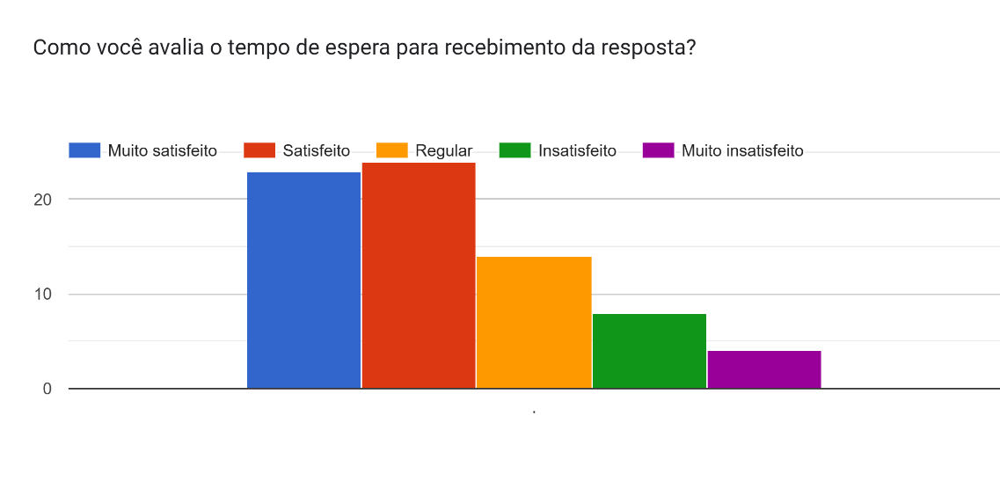 Como você avalia o tempo de espera para recebimento da resposta?
Muito satisfeito Satisfeito Regular Insatisfeito Muito insatisfeito
20
10
0
.